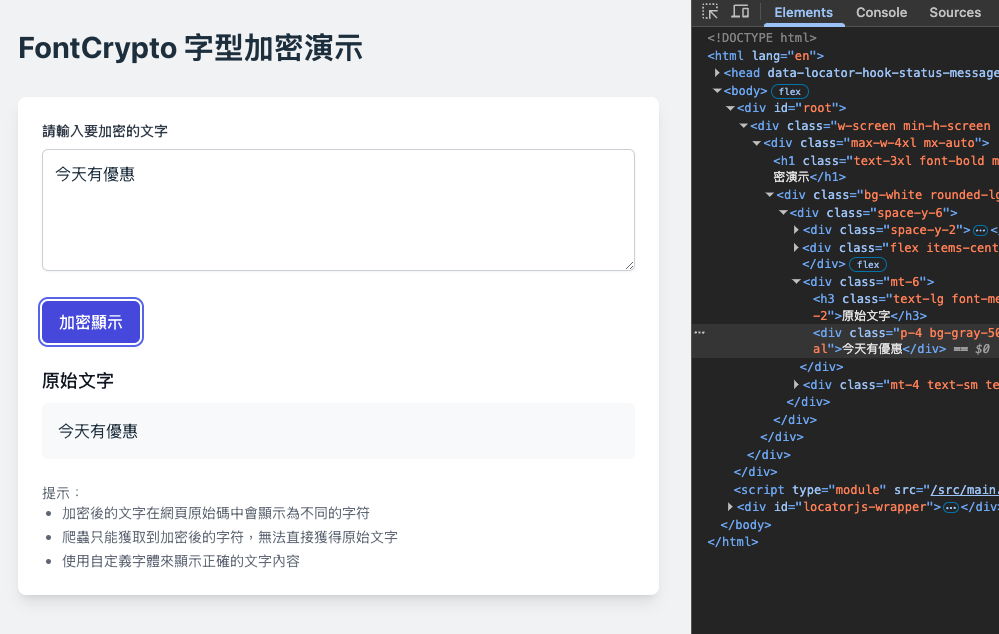 FontCrypto 字型加密演示
請輸入要加密的文字
今天有優惠
加密顯示
原始文字
今天有優惠
提示：
加密後的文字在網頁原始碼中會顯示為不同的字符
爬蟲只能獲取到加密後的字符，無法直接獲得原始文字
使用自定義字體來顯示正確的文字內容
Elements Console Sources
<!DOCTYPE html>
<html lang="en">
<head data-locator-hook-status-message
<body> flex
<div id="root">
<div class="w-screen min-h-screen
<div class="max-w-4xl mx-auto">
<h1 class="text-3xl font-bold m
密演示</h1>
<div class="bg-white rounded-lg
<div class="space-y-6">
<div class="space-y-2"> ⋯ <
<div class="flex items-cent
</div> flex
<div class="mt-6">
<h3 class="text-lg font-me
-2">原始文字</h3>
<div class="p-4 bg-gray-50
al">今天有優惠</div> == $0
</div>
<div class="mt-4 text-sm te
</div>
</div>
</div>
</div>
</div>
<script type="module" src="/src/main.
<div id="locatorjs-wrapper"> ⋯ </div>
</body>
</html>